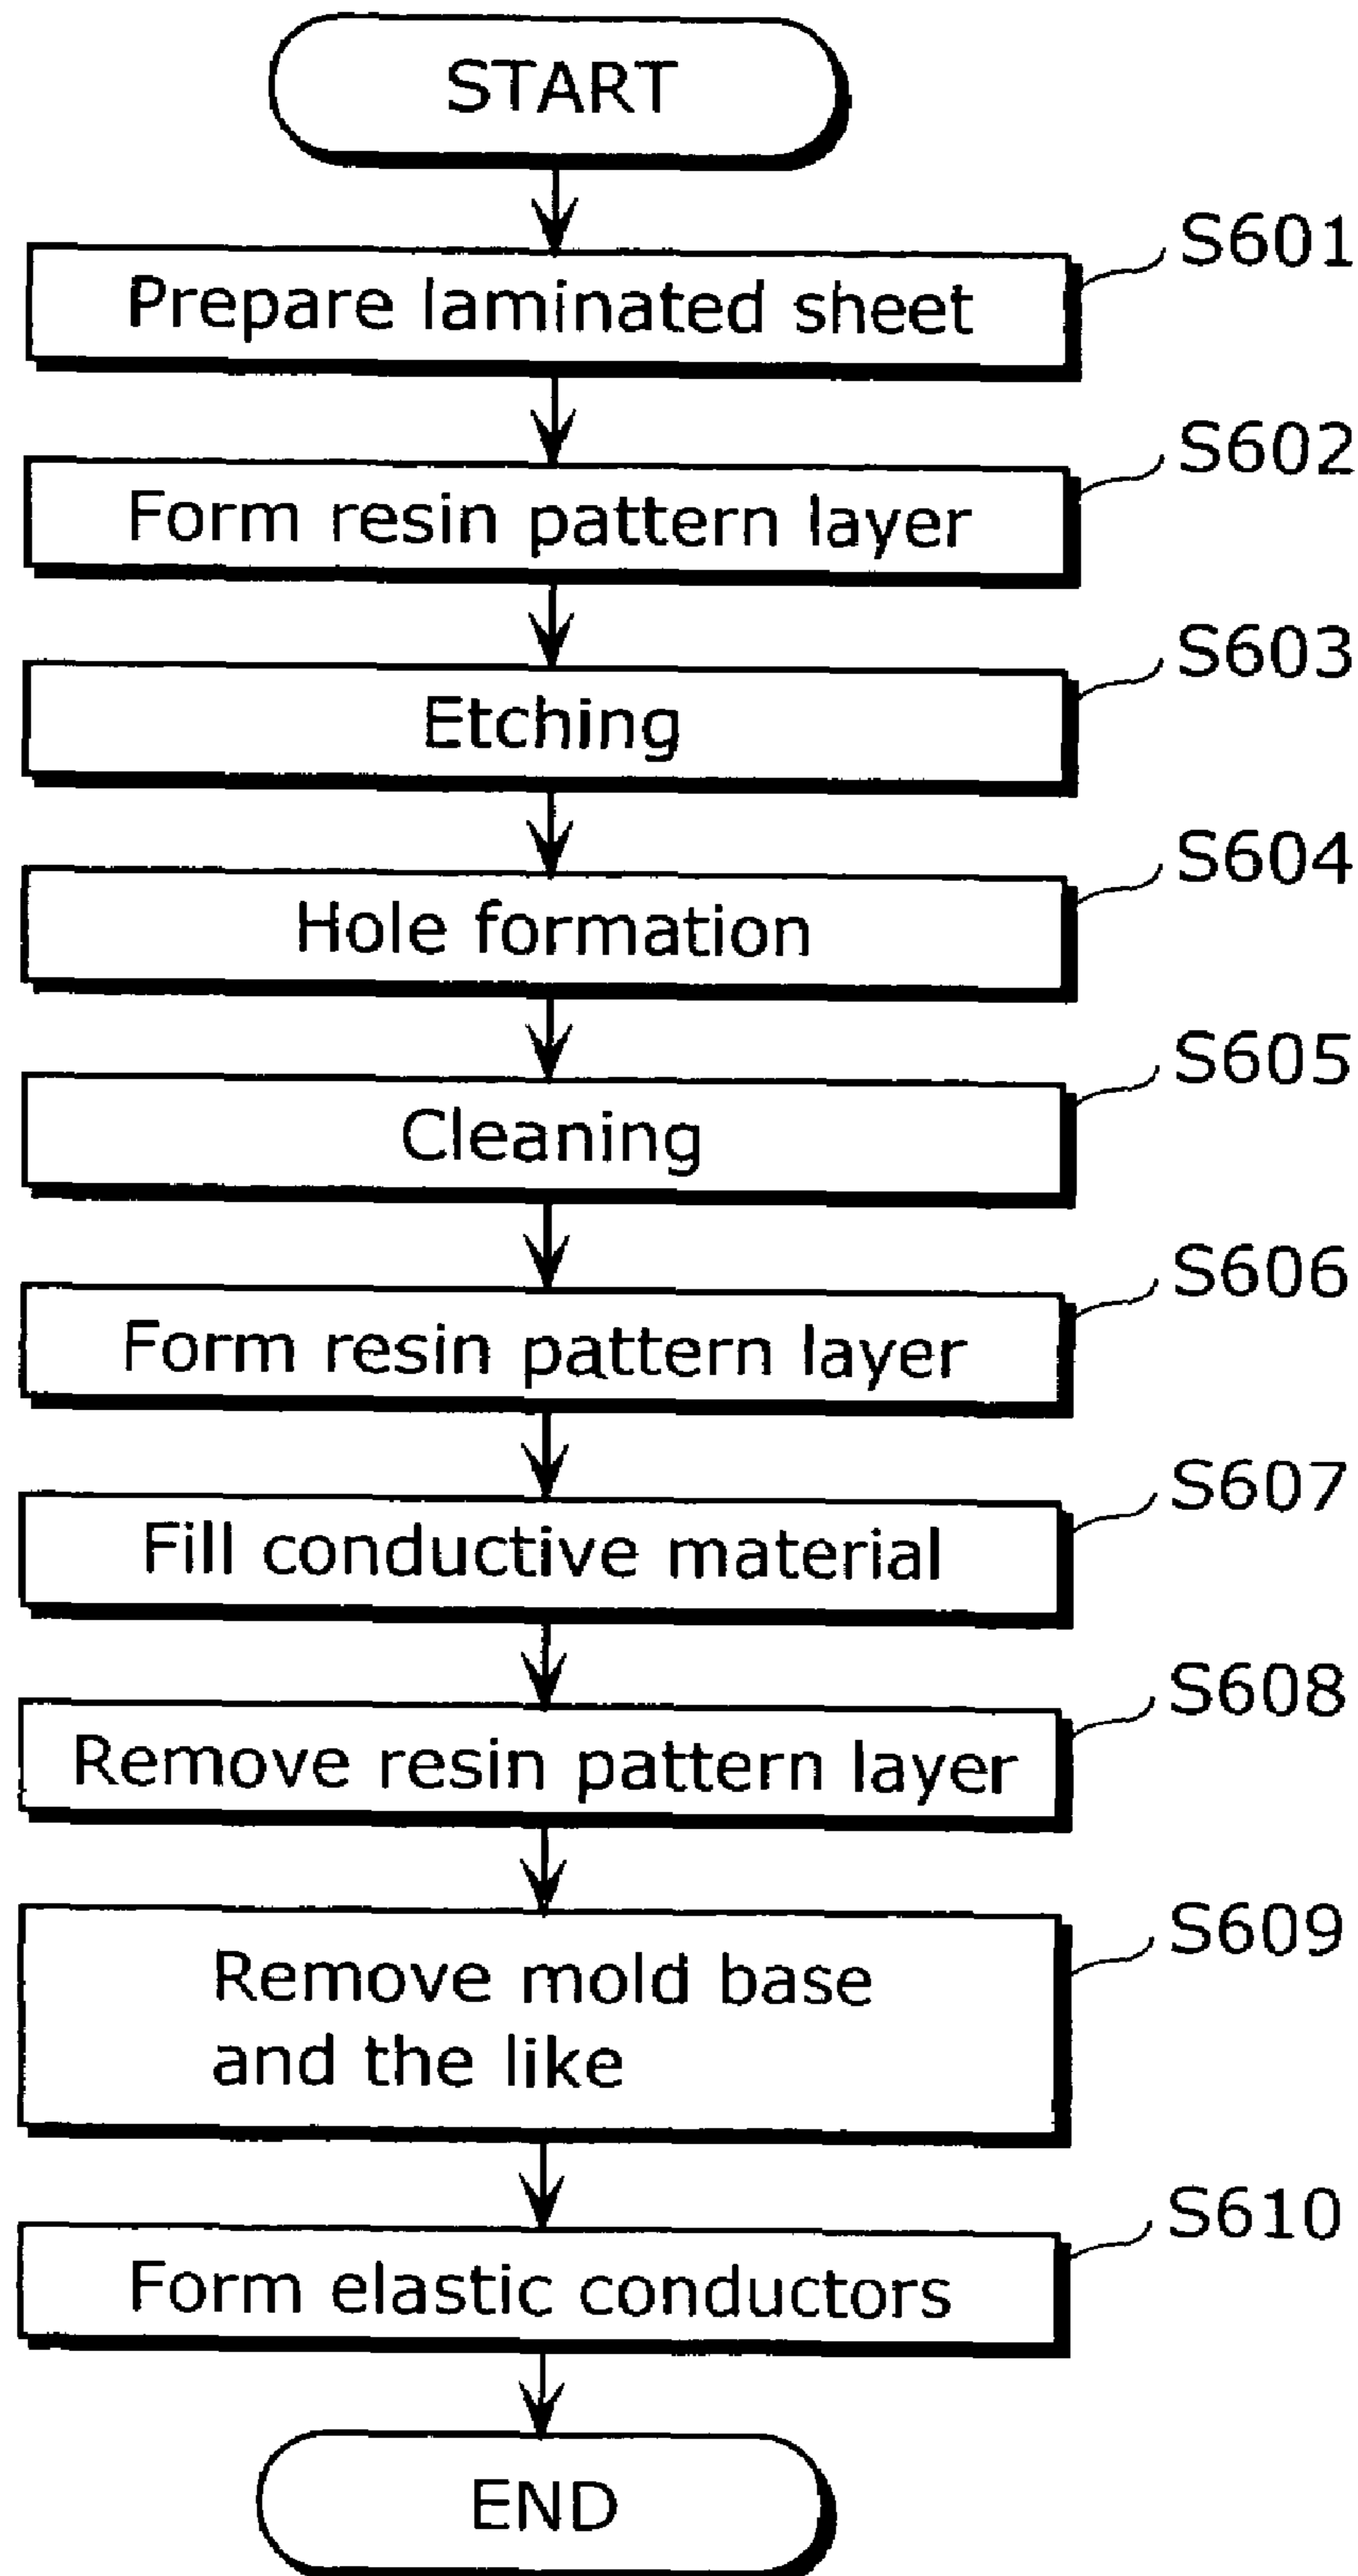 START
S601
Prepare laminated sheet
S602
Form resin pattern layer
S603
Etching
S604
Hole formation
S605
Cleaning
S606
Form resin pattern layer
S607
Fill conductive material
S608
Remove resin pattern layer
S609
Remove mold base
and the like
S610
Form elastic conductors
END